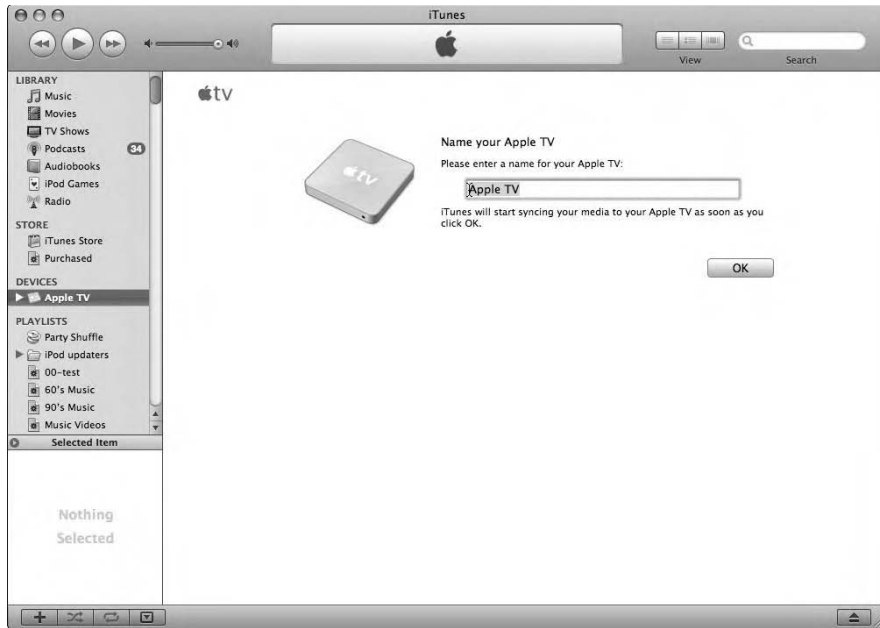 iTunes
View
Search
LIBRARY
Music
Movies
TV Shows
Podcasts
34
Audiobooks
iPod Games
Radio
STORE
iTunes Store
Purchased
DEVICES
Apple TV
PLAYLISTS
Party Shuffle
iPod updaters
00-test
60's Music
90's Music
Music Videos
Selected Item
Nothing
Selected
tv
tv
Name your Apple TV
Please enter a name for your Apple TV:
Apple TV
iTunes will start syncing your media to your Apple TV as soon as you
click OK.
OK